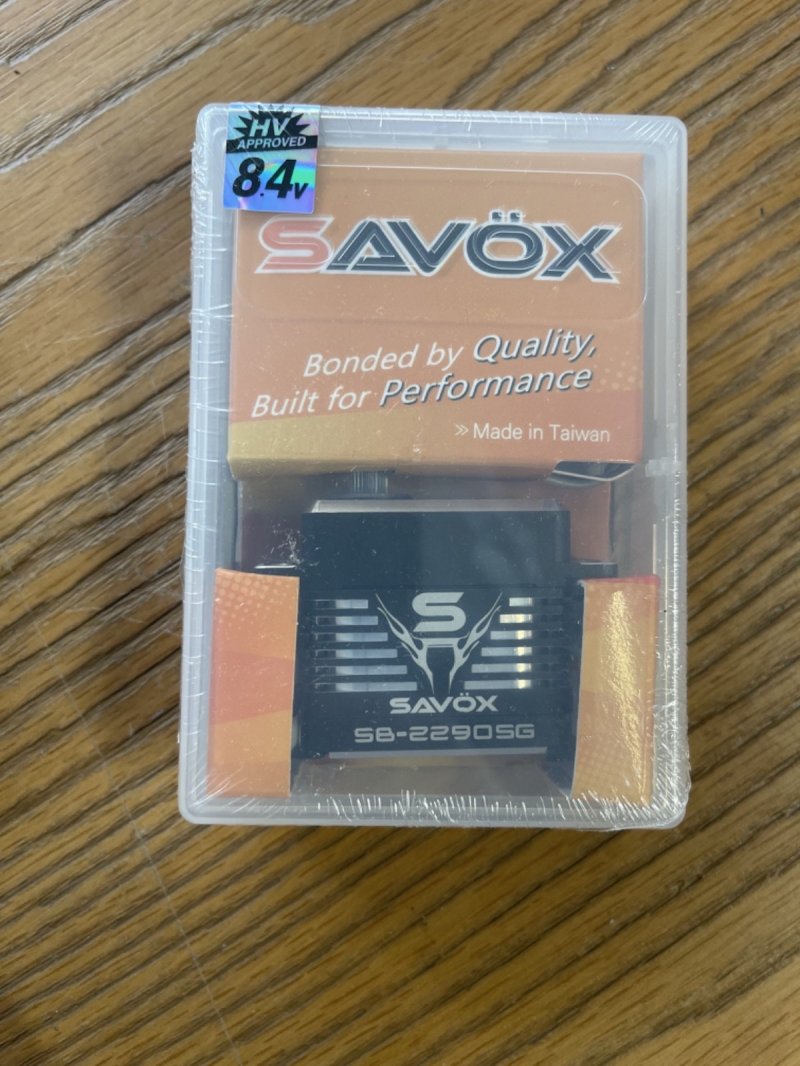 HV
APPROVED
8.4V
SAVÖX
Bonded by Quality,
Built for Performance
» Made in Taiwan
S
SAVÖX
SB-2290SG